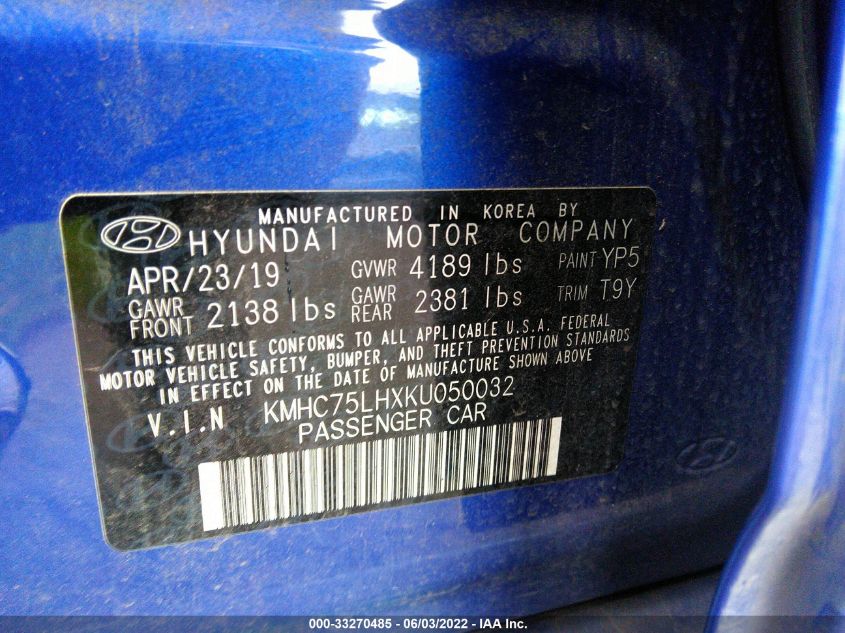 MANUFACTURED IN KOREA BY
HYUNDAI MOTOR COMPANY
APR/23/19 GVWR 4189 lbs PAINT YP5
GAWR FRONT 2138 lbs GAWR REAR 2381 lbs TRIM T9Y
THIS VEHICLE CONFORMS TO ALL APPLICABLE U.S.A. FEDERAL
MOTOR VEHICLE SAFETY, BUMPER, AND THEFT PREVENTION STANDARDS
IN EFFECT ON THE DATE OF MANUFACTURE SHOWN ABOVE
V.I.N KMHC75LHXKU050032
PASSENGER CAR
000-33270485 - 06/03/2022 - IAA Inc.